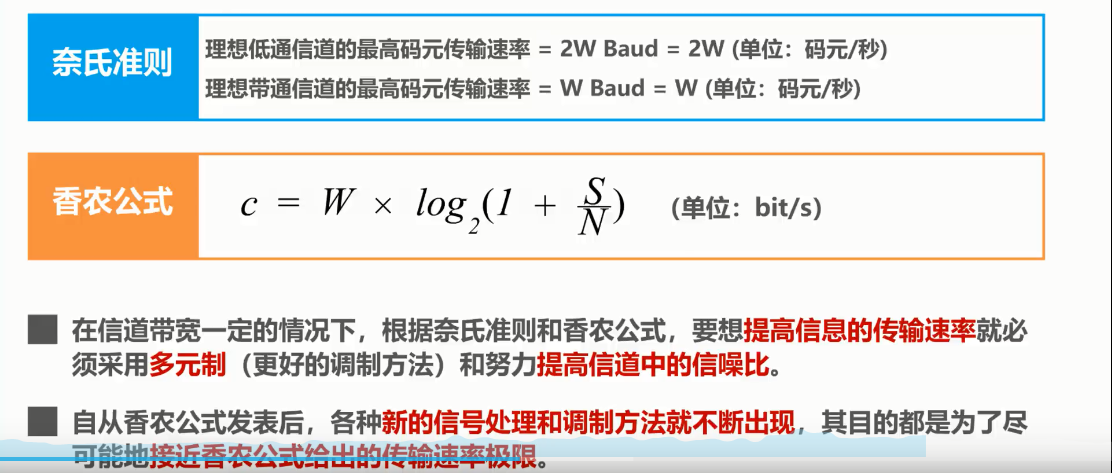 奈氏准则
理想低通信道的最高码元传输速率 = 2W Baud = 2W (单位：码元/秒)
理想带通信道的最高码元传输速率 = W Baud = W (单位：码元/秒)
香农公式
c = W × log₂(1 + S/N) (单位：bit/s)
在信道带宽一定的情况下，根据奈氏准则和香农公式，要想提高信息的传输速率就必
须采用多元制（更好的调制方法）和努力提高信道中的信噪比。
自从香农公式发表后，各种新的信号处理和调制方法就不断出现，其目的都是为了尽
可能地接近香农公式给出的传输速率极限。